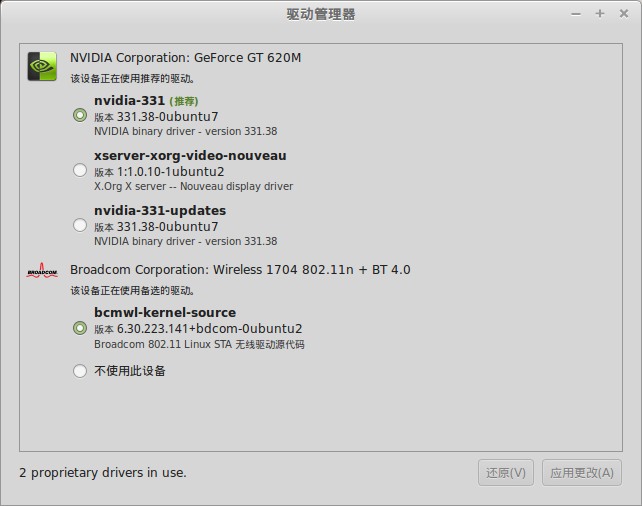 驱动管理器
NVIDIA Corporation: GeForce GT 620M
该设备正在使用推荐的驱动。
nvidia-331 (推荐)
版本 331.38-0ubuntu7
NVIDIA binary driver - version 331.38
xserver-xorg-video-nouveau
版本 1:1.0.10-1ubuntu2
X.Org X server -- Nouveau display driver
nvidia-331-updates
版本 331.38-0ubuntu7
NVIDIA binary driver - version 331.38
BROADCOM
Broadcom Corporation: Wireless 1704 802.11n + BT 4.0
该设备正在使用备选的驱动。
bcmwl-kernel-source
版本 6.30.223.141+bdcom-0ubuntu2
Broadcom 802.11 Linux STA 无线驱动源代码
不使用此设备
2 proprietary drivers in use.
还原(V)
应用更改(A)